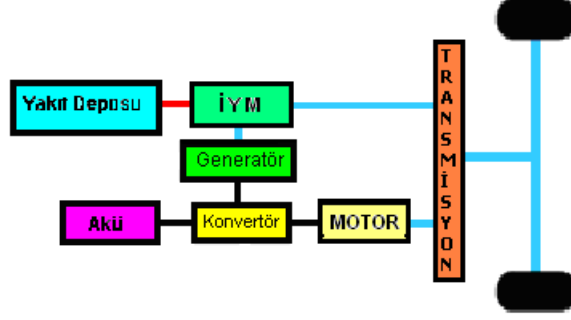 Yakıt Deposu
İYM
Generatör
Akü
Konvertör
MOTOR
TRANSMİSYON